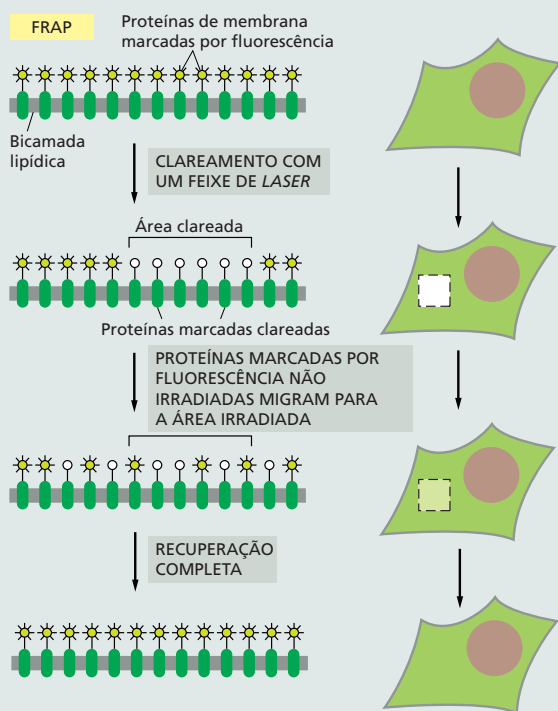 FRAP
Proteínas de membrana
marcadas por fluorescência
Bicamada
lipídica
CLAREAMENTO COM
UM FEIXE DE LASER
Área clareada
Proteínas marcadas clareadas
PROTEÍNAS MARCADAS POR
FLUORESCÊNCIA NÃO
IRRADIADAS MIGRAM PARA
A ÁREA IRRADIADA
RECUPERAÇÃO
COMPLETA